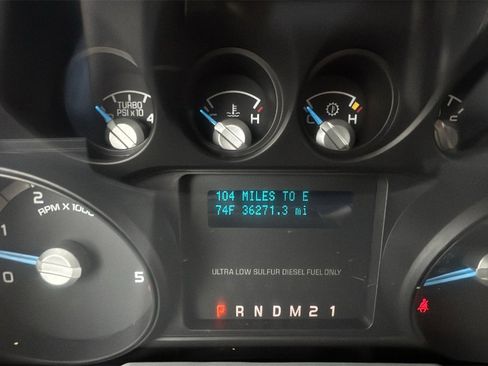 TURBO
PSI x 10
4
H
C
H
2
RPM X 1000
1
0
5
104 MILES TO E
74F 36271.3 mi
ULTRA LOW SULFUR DIESEL FUEL ONLY
P R N D M 2 1